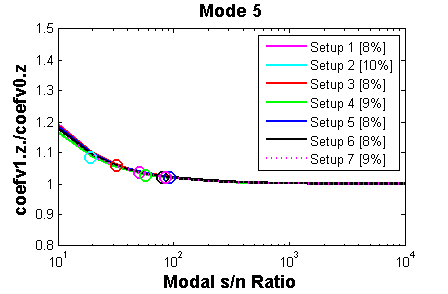 Mode 5
coefv1.z./coefv0.z
1.5
1.4
1.3
1.2
1.1
1
0.9
0.8
Setup 1 [8%]
Setup 2 [10%]
Setup 3 [8%]
Setup 4 [9%]
Setup 5 [8%]
Setup 6 [8%]
Setup 7 [9%]
10^1 10^2 10^3 10^4
Modal s/n Ratio